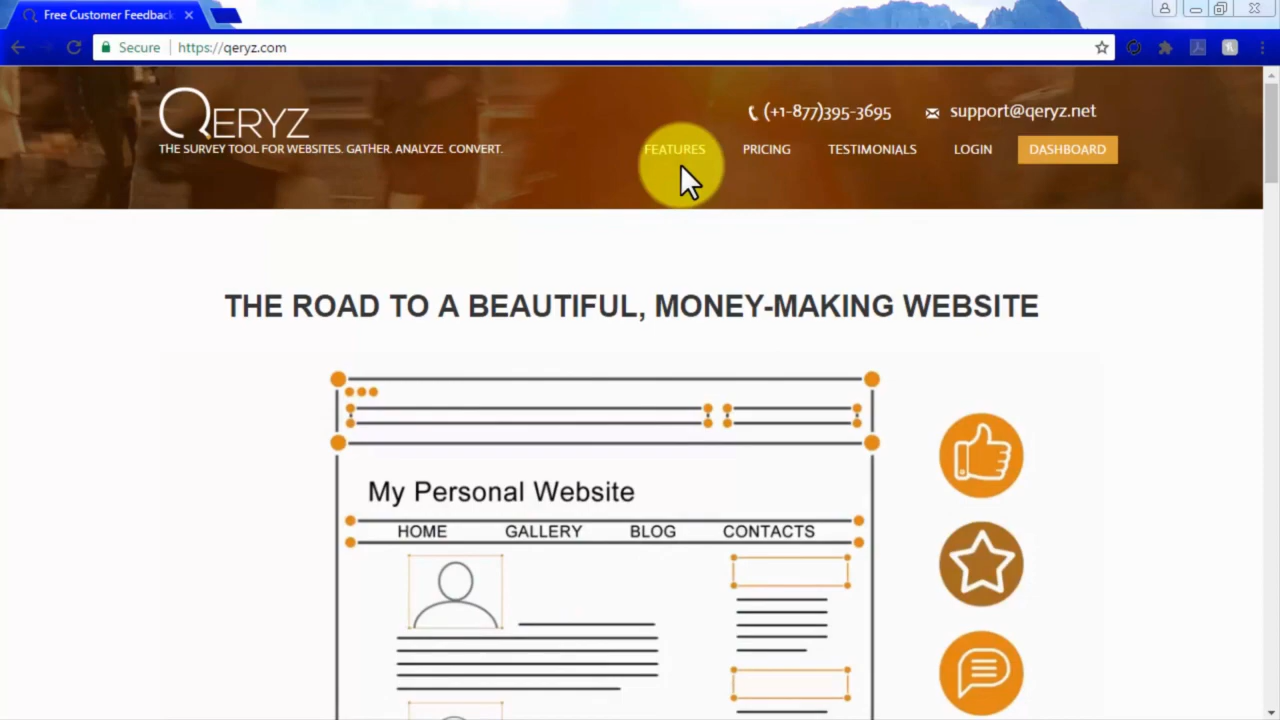 Free Customer Feedback
Secure
https://qeryz.com
QERYZ
THE SURVEY TOOL FOR WEBSITES. GATHER. ANALYZE. CONVERT.
(+1-877)395-3695
support@qeryz.net
FEATURES
PRICING
TESTIMONIALS
LOGIN
DASHBOARD
THE ROAD TO A BEAUTIFUL, MONEY-MAKING WEBSITE
My Personal Website
HOME
GALLERY
BLOG
CONTACTS